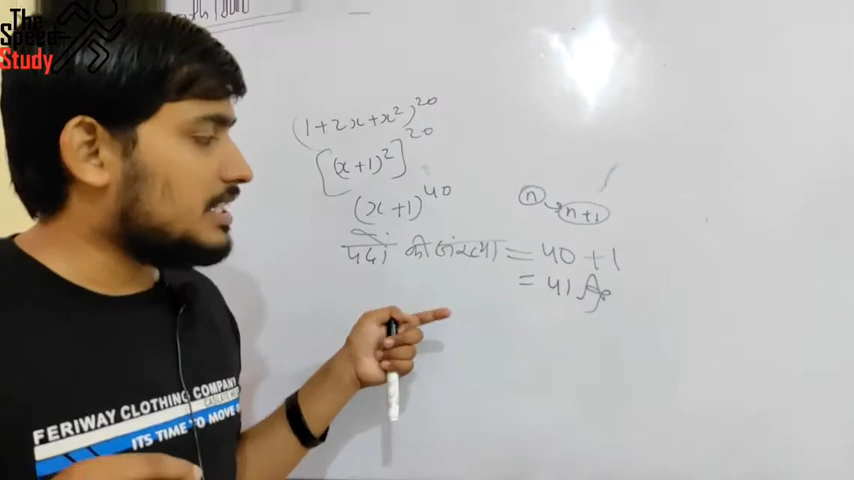 The
Speed
Study
(1+2x+x²)²⁰
[(x+1)²]²⁰
(x+1)⁴⁰
n → n+1
पदों की संख्या = 40+1
= 41 Ans
FERIWAY CLOTHING COMPANY
ITS TIME TO MOVE